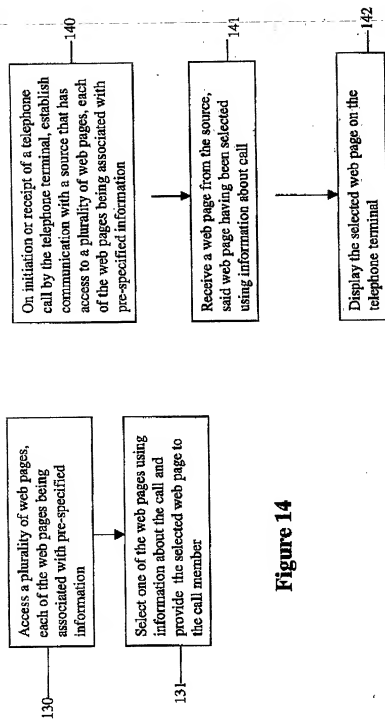 130
Access a plurality of web pages,
each of the web pages being
associated with pre-specified
information
131
Select one of the web pages using
information about the call and
provide the selected web page to
the call member
Figure 14
140
On initiation or receipt of a telephone
call by the telephone terminal, establish
communication with a source that has
access to a plurality of web pages, each
of the web pages being associated with
pre-specified information
141
Receive a web page from the source,
said web page having been selected
using information about call
142
Display the selected web page on the
telephone terminal